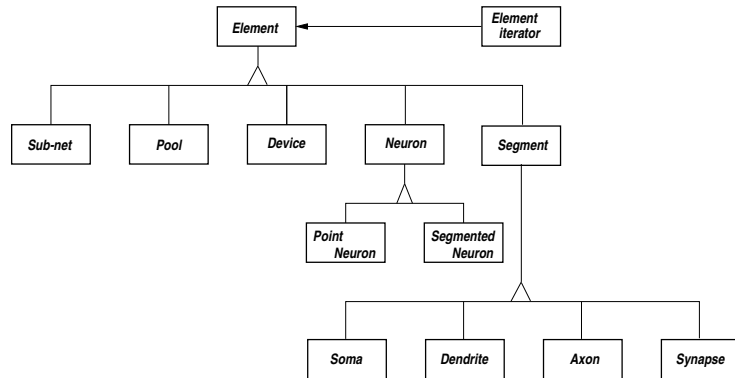 Element
Element
iterator
Sub-net
Pool
Device
Neuron
Segment
Point
Neuron
Segmented
Neuron
Soma
Dendrite
Axon
Synapse